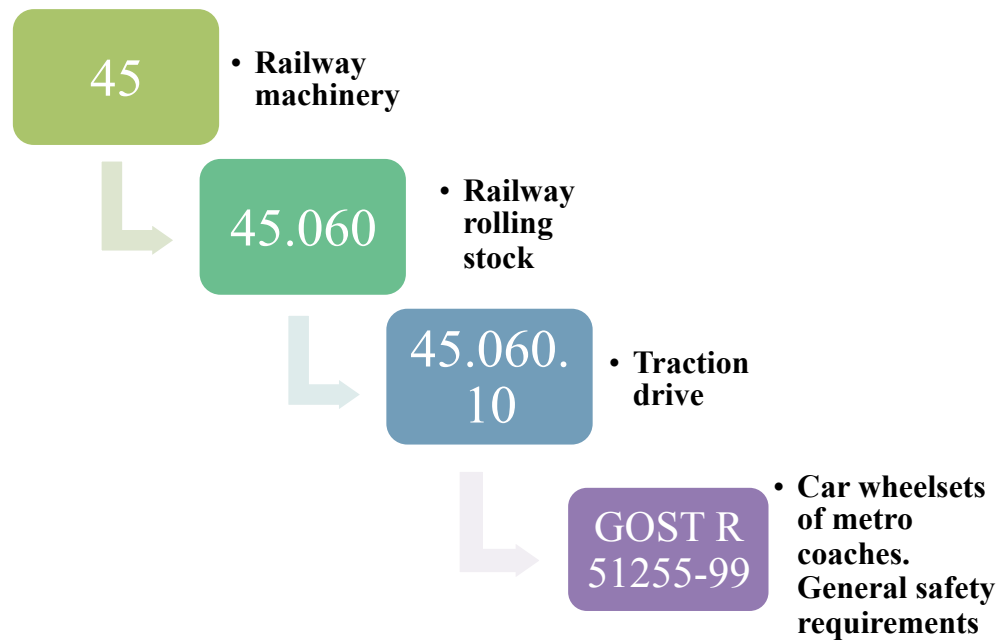 45
• Railway
machinery
45.060
• Railway
rolling
stock
45.060.
10
• Traction
drive
GOST R
51255-99
• Car wheelsets
of metro
coaches.
General safety
requirements